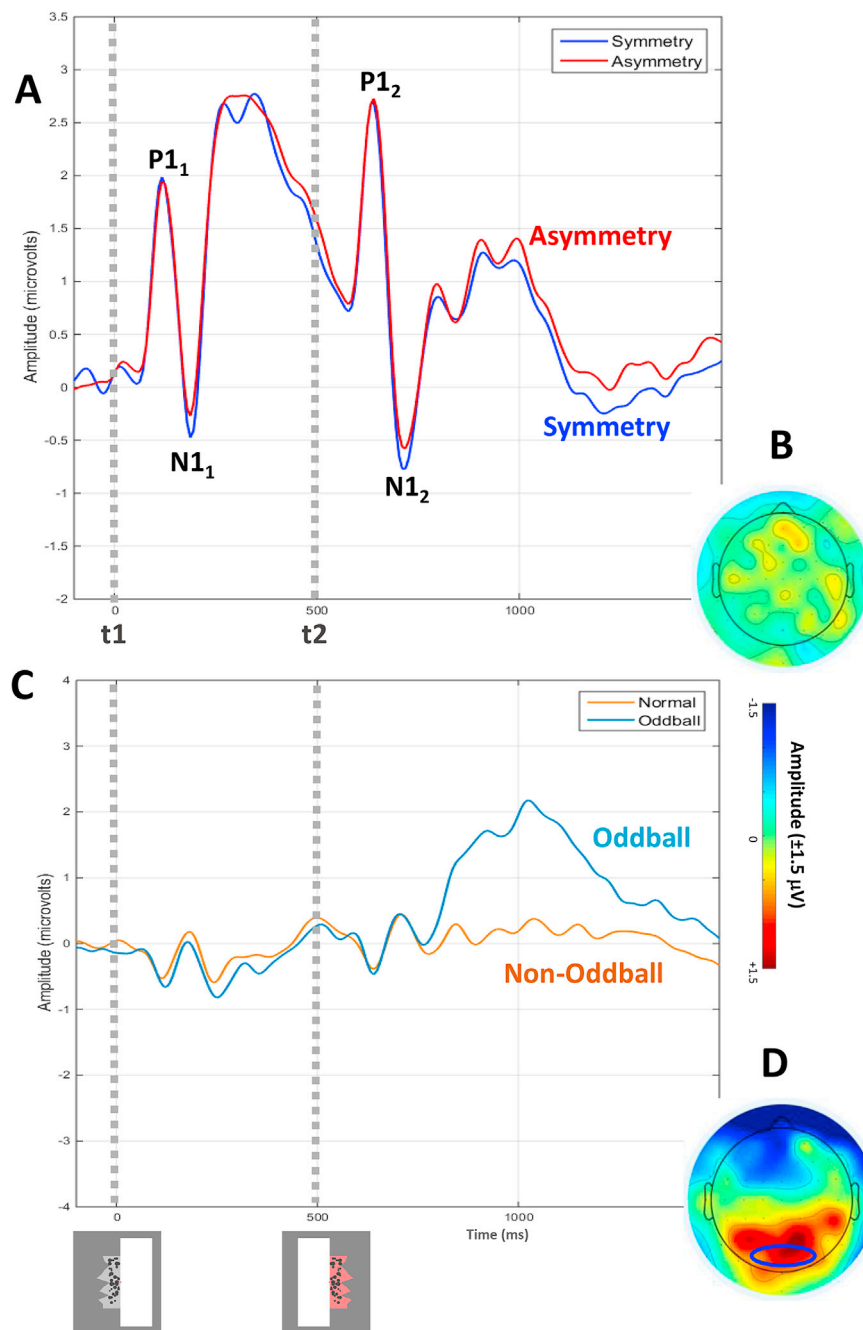 A
3.5
3
2.5
2
1.5
1
0.5
0
-0.5
-1
-1.5
-2
Amplitude (microvolts)
Symmetry
Asymmetry
P1₁
P1₂
N1₁
N1₂
Asymmetry
Symmetry
0
500
1000
t1
t2
B
C
4
3
2
1
0
-1
-2
-3
-4
Amplitude (microvolts)
Normal
Oddball
Oddball
Non-Oddball
0
500
1000
Time (ms)
-1.5
0
+1.5
Amplitude (±1.5 µV)
D